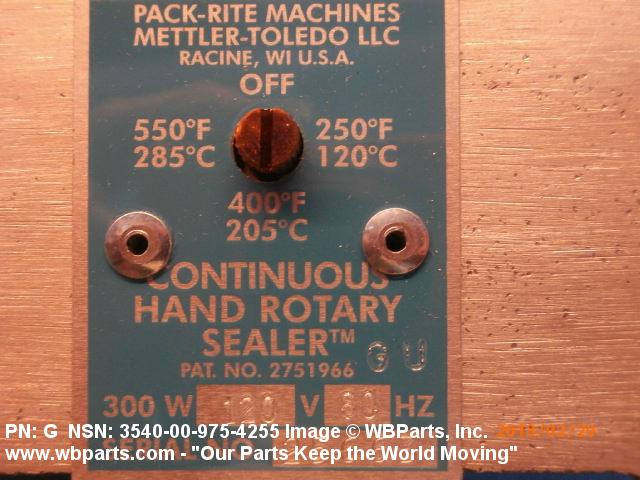 PACK-RITE MACHINES
METTLER-TOLEDO LLC
RACINE, WI U.S.A.
OFF
550°F 250°F
285°C 120°C
400°F
205°C
CONTINUOUS
HAND ROTARY
SEALER™
PAT. NO. 2751966 G U
300 W 120 V 60 HZ
PN: G NSN: 3540-00-975-4255 Image © WBParts, Inc.
www.wbparts.com - "Our Parts Keep the World Moving"